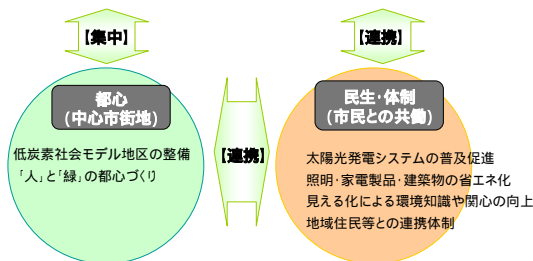 【集中】
【連携】
都心
(中心市街地)
低炭素社会モデル地区の整備
「人」と「緑」の都心づくり
【連携】
民生・体制
(市民との共働)
太陽光発電システムの普及促進
照明・家電製品・建築物の省エネ化
見える化による環境知識や関心の向上
地域住民等との連携体制